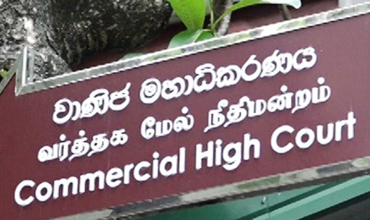 වාණිජ මහාධිකරණය
வர்த்தக மேல் நீதிமன்றம்
Commercial High Court